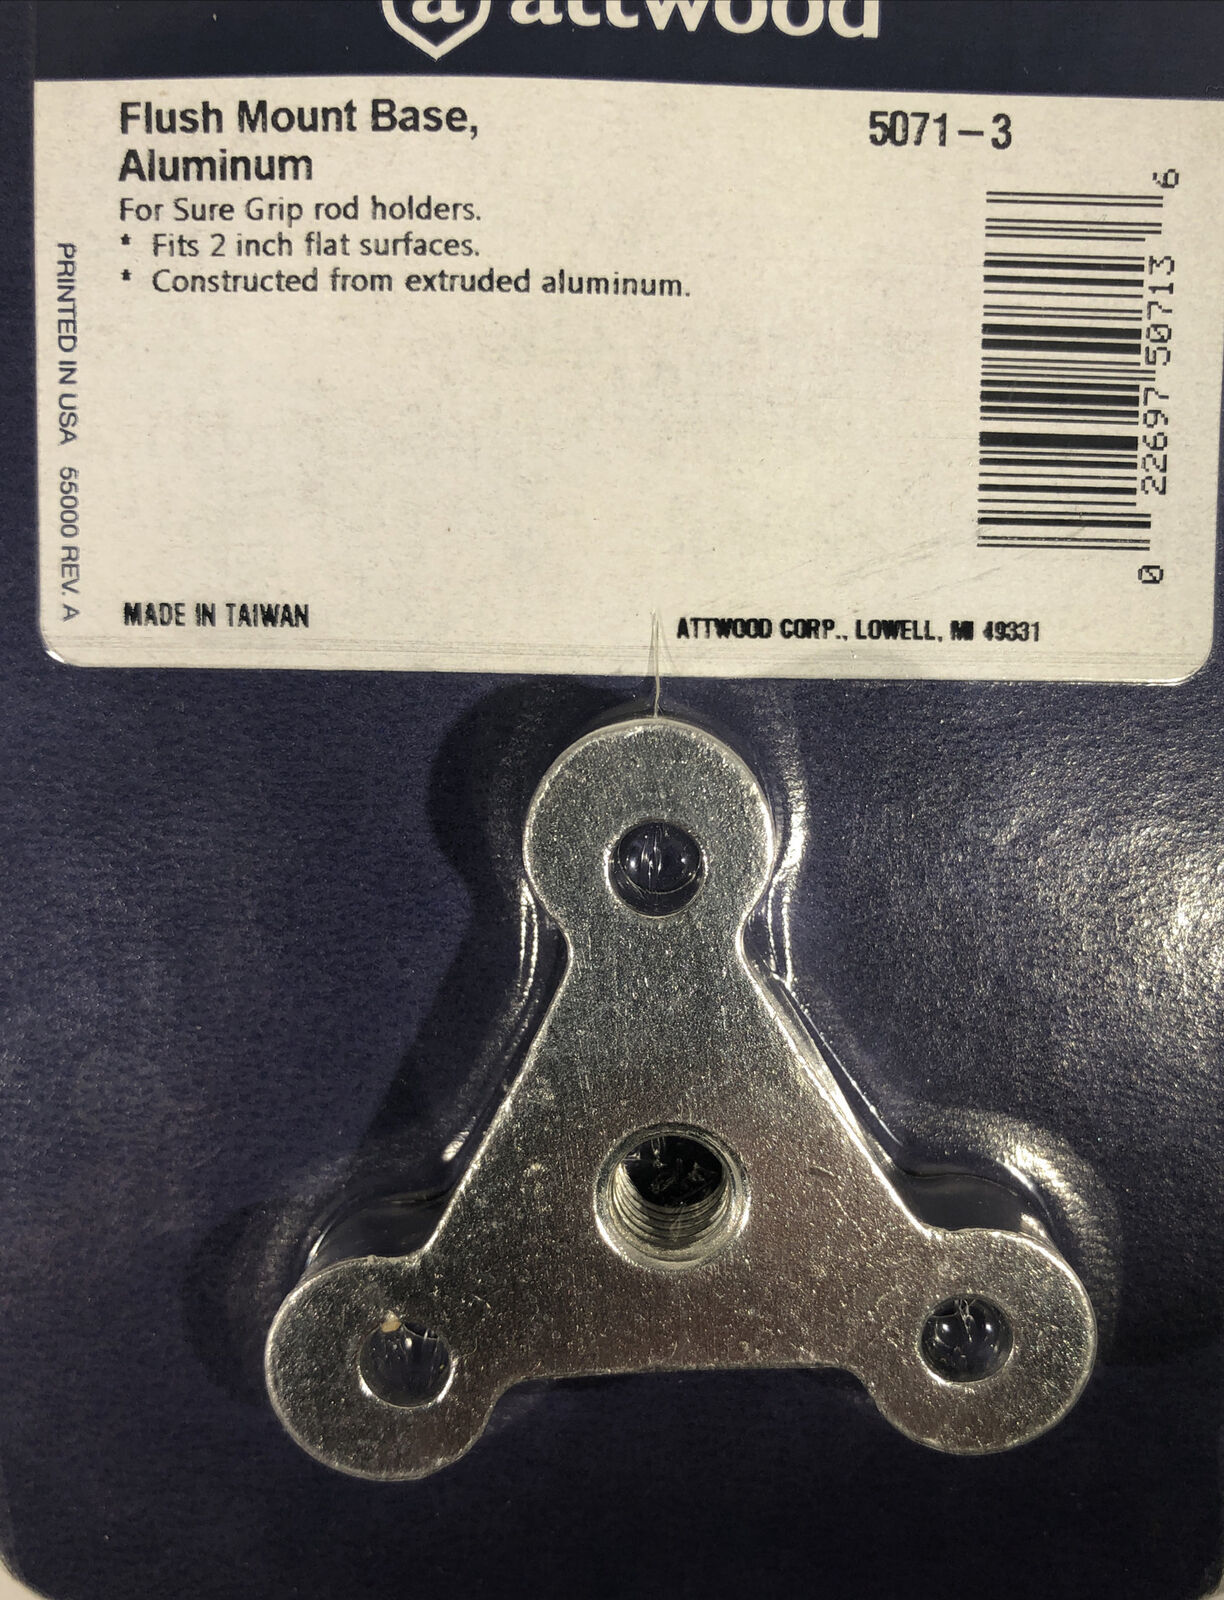 a attwood
Flush Mount Base,
Aluminum
5071-3
For Sure Grip rod holders.
* Fits 2 inch flat surfaces.
* Constructed from extruded aluminum.
PRINTED IN USA 55000 REV. A
0 22697 50713 6
MADE IN TAIWAN
ATTWOOD CORP., LOWELL, MI 49331